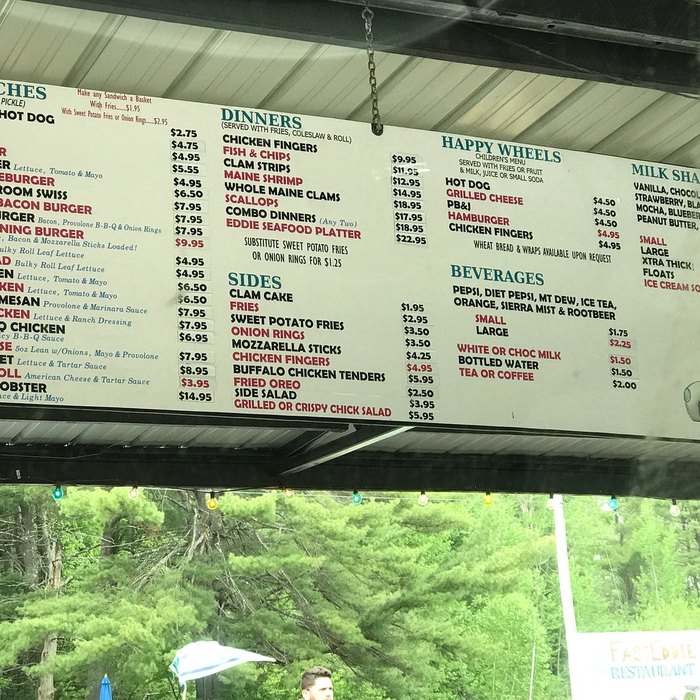 CHES
PICKLE)
Make any Sandwich a Basket
With Fries......$1.95
With Sweet Potato Fries or Onion Rings.....$2.95
HOT DOG
$2.75
$4.75
R $4.95
ER Lettuce, Tomato & Mayo $5.55
EBURGER $4.95
ROOM SWISS $6.50
BACON BURGER $7.95
URGER Bacon, Provolone B-B-Q & Onion Rings $7.95
NING BURGER $9.95
, Bacon & Mozzarella Sticks Loaded!
Bulky Roll Leaf Lettuce $4.95
AD Bulky Roll Leaf Lettuce $4.95
EN Lettuce, Tomato & Mayo $6.50
CKEN Lettuce, Tomato & Mayo $6.50
MESAN Provolone & Marinara Sauce $7.95
CKEN Lettuce & Ranch Dressing $7.95
Q CHICKEN $6.95
cy B-B-Q Sauce
SE 6oz Lean w/Onions, Mayo & Provolone $7.95
ET Lettuce & Tartar Sauce $8.95
OLL American Cheese & Tartar Sauce $3.95
OBSTER $14.95
e & Light Mayo
DINNERS
(SERVED WITH FRIES, COLESLAW & ROLL)
CHICKEN FINGERS $9.95
FISH & CHIPS $11.95
CLAM STRIPS $12.95
MAINE SHRIMP $14.95
WHOLE MAINE CLAMS $18.95
SCALLOPS $17.95
COMBO DINNERS (Any Two) $18.95
EDDIE SEAFOOD PLATTER $22.95
SUBSTITUTE SWEET POTATO FRIES
OR ONION RINGS FOR $1.25
SIDES
CLAM CAKE $1.95
FRIES $2.95
SWEET POTATO FRIES $3.50
ONION RINGS $3.50
MOZZARELLA STICKS $4.25
CHICKEN FINGERS $4.95
BUFFALO CHICKEN TENDERS $5.95
FRIED OREO $2.50
SIDE SALAD $3.95
GRILLED OR CRISPY CHICK SALAD $5.95
HAPPY WHEELS
CHILDREN'S MENU
SERVED WITH FRIES OR FRUIT
& MILK, JUICE OR SMALL SODA
HOT DOG $4.50
GRILLED CHEESE $4.50
PB&J $4.50
HAMBURGER $4.95
CHICKEN FINGERS $4.95
WHEAT BREAD & WRAPS AVAILABLE UPON REQUEST
BEVERAGES
PEPSI, DIET PEPSI, MT DEW, ICE TEA,
ORANGE, SIERRA MIST & ROOTBEER
SMALL $1.75
LARGE $2.25
WHITE OR CHOC MILK $1.50
BOTTLED WATER $1.50
TEA OR COFFEE $2.00
MILK SHA
VANILLA, CHOCO
STRAWBERRY, BLA
MOCHA, BLUEB
PEANUT BUTTER,
SMALL
LARGE
XTRA THICK
FLOATS
ICE CREAM SO
FAST EDDIE
RESTAURANT